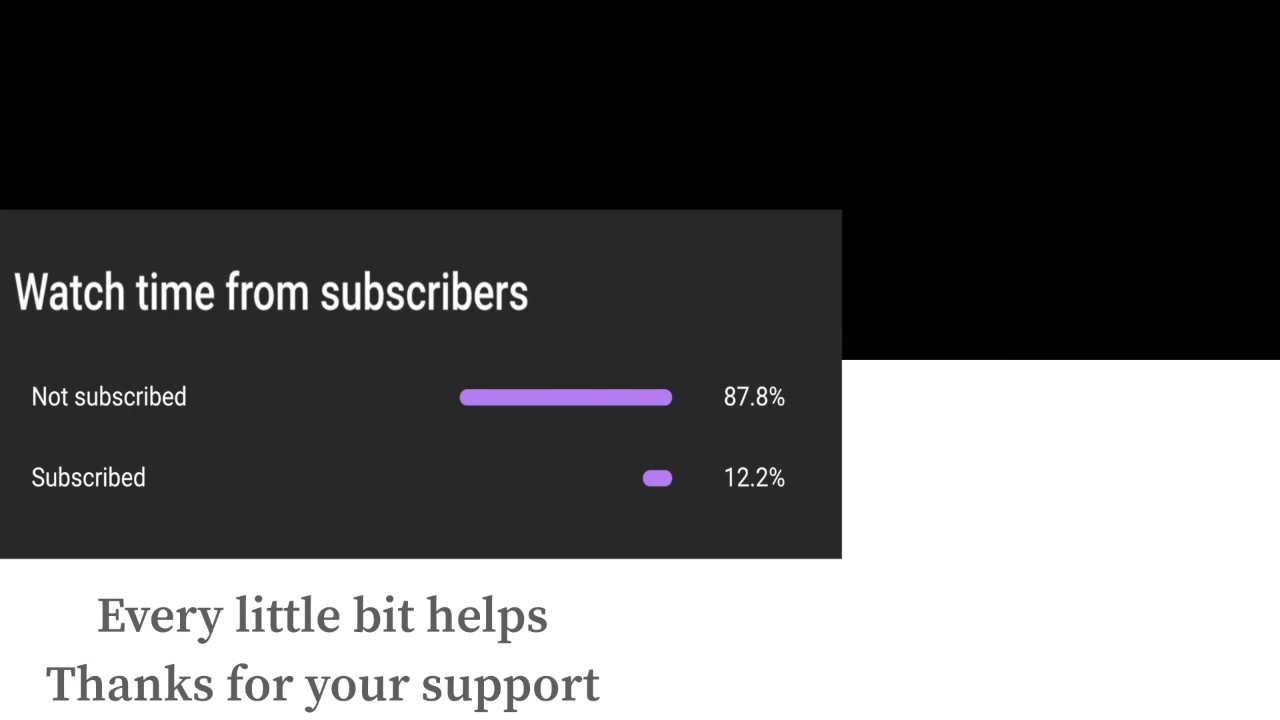 Watch time from subscribers
Not subscribed 87.8%
Subscribed 12.2%
Every little bit helps
Thanks for your support